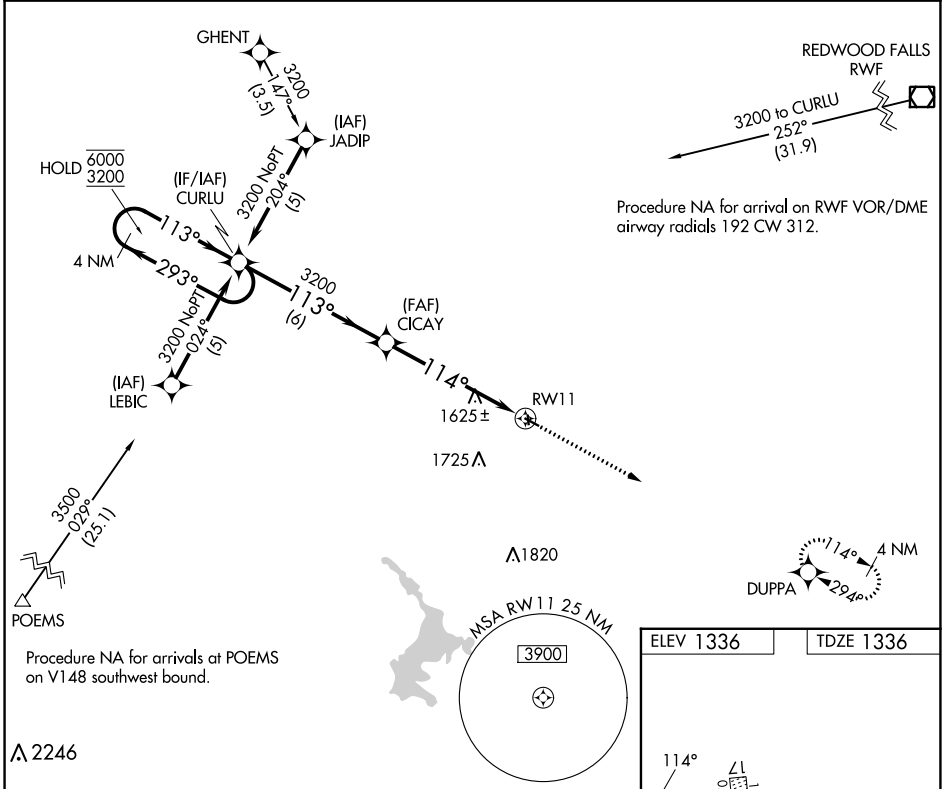 GHENT
3200
147°
(3.5)
(IAF)
JADIP
REDWOOD FALLS
RWF
3200 to CURLU
252°
(31.9)
Procedure NA for arrival on RWF VOR/DME
airway radials 192 CW 312.
HOLD 6000
3200
(IF/IAF)
CURLU
3200 NoPT
204°
(5)
113°
4 NM
293°
3200
113°
(6)
(FAF)
CICAY
3200 NoPT
024°
(5)
(IAF)
LEBIC
114°
1625±
RW11
1725
3500
029°
(25.1)
POEMS
1820
114°
4 NM
DUPPA
294°
Procedure NA for arrivals at POEMS
on V148 southwest bound.
MSA RW11 25 NM
3900
ELEV 1336
TDZE 1336
2246
114°
17